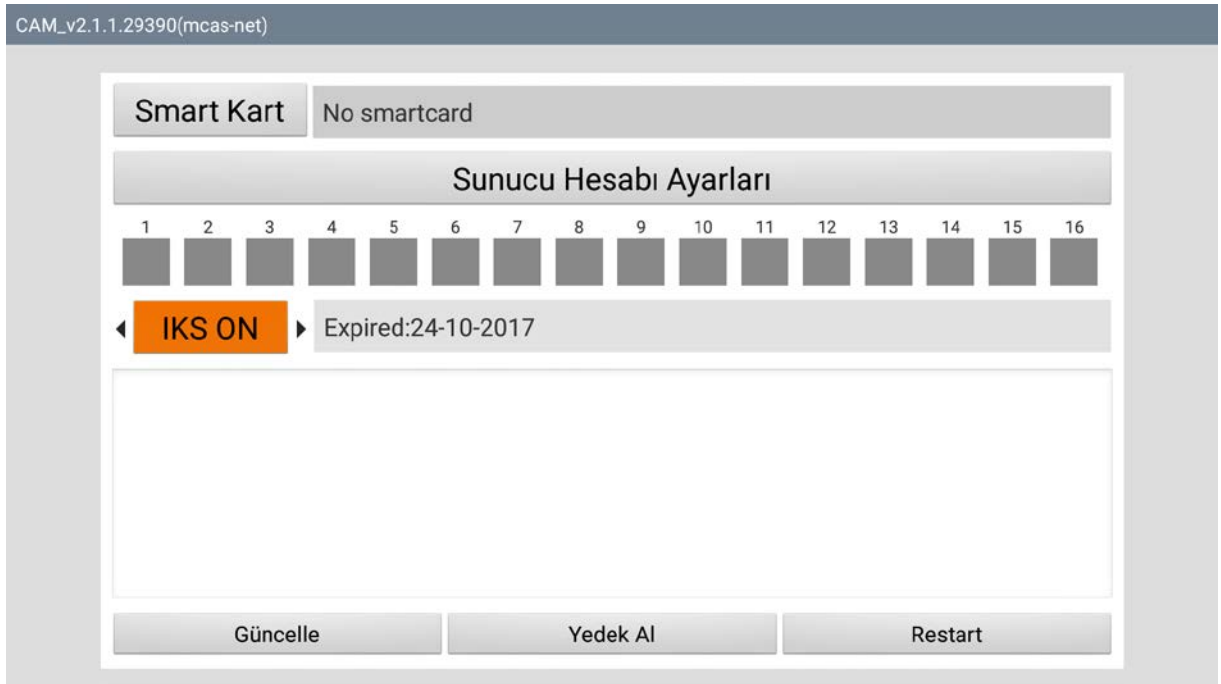 CAM_v2.1.1.29390(mcas-net)
Smart Kart No smartcard
Sunucu Hesabı Ayarları
1 2 3 4 5 6 7 8 9 10 11 12 13 14 15 16
IKS ON Expired:24-10-2017
Güncelle Yedek Al Restart